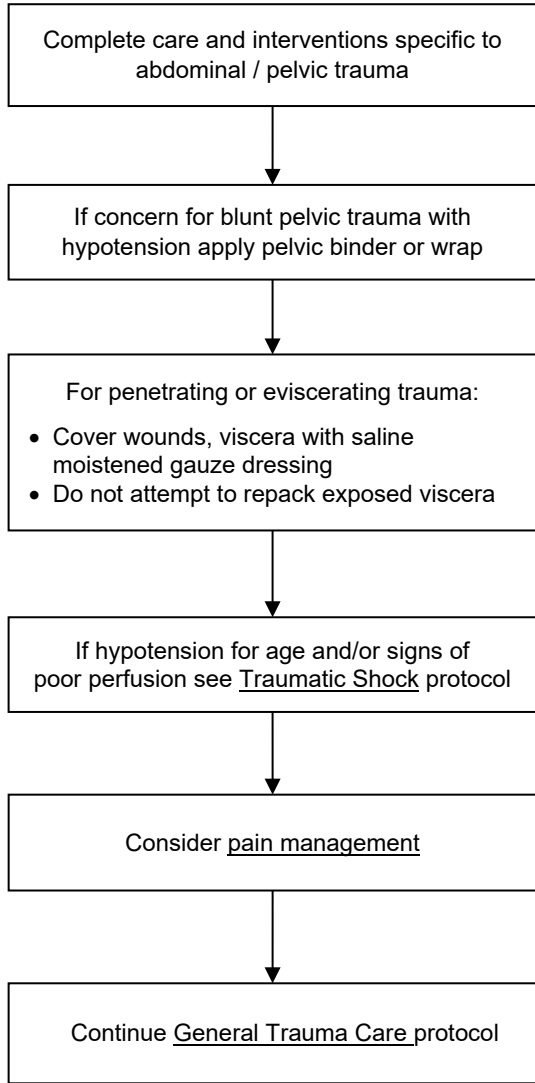 Complete care and interventions specific to
abdominal / pelvic trauma
If concern for blunt pelvic trauma with
hypotension apply pelvic binder or wrap
For penetrating or eviscerating trauma:
• Cover wounds, viscera with saline
moistened gauze dressing
• Do not attempt to repack exposed viscera
If hypotension for age and/or signs of
poor perfusion see Traumatic Shock protocol
Consider pain management
Continue General Trauma Care protocol